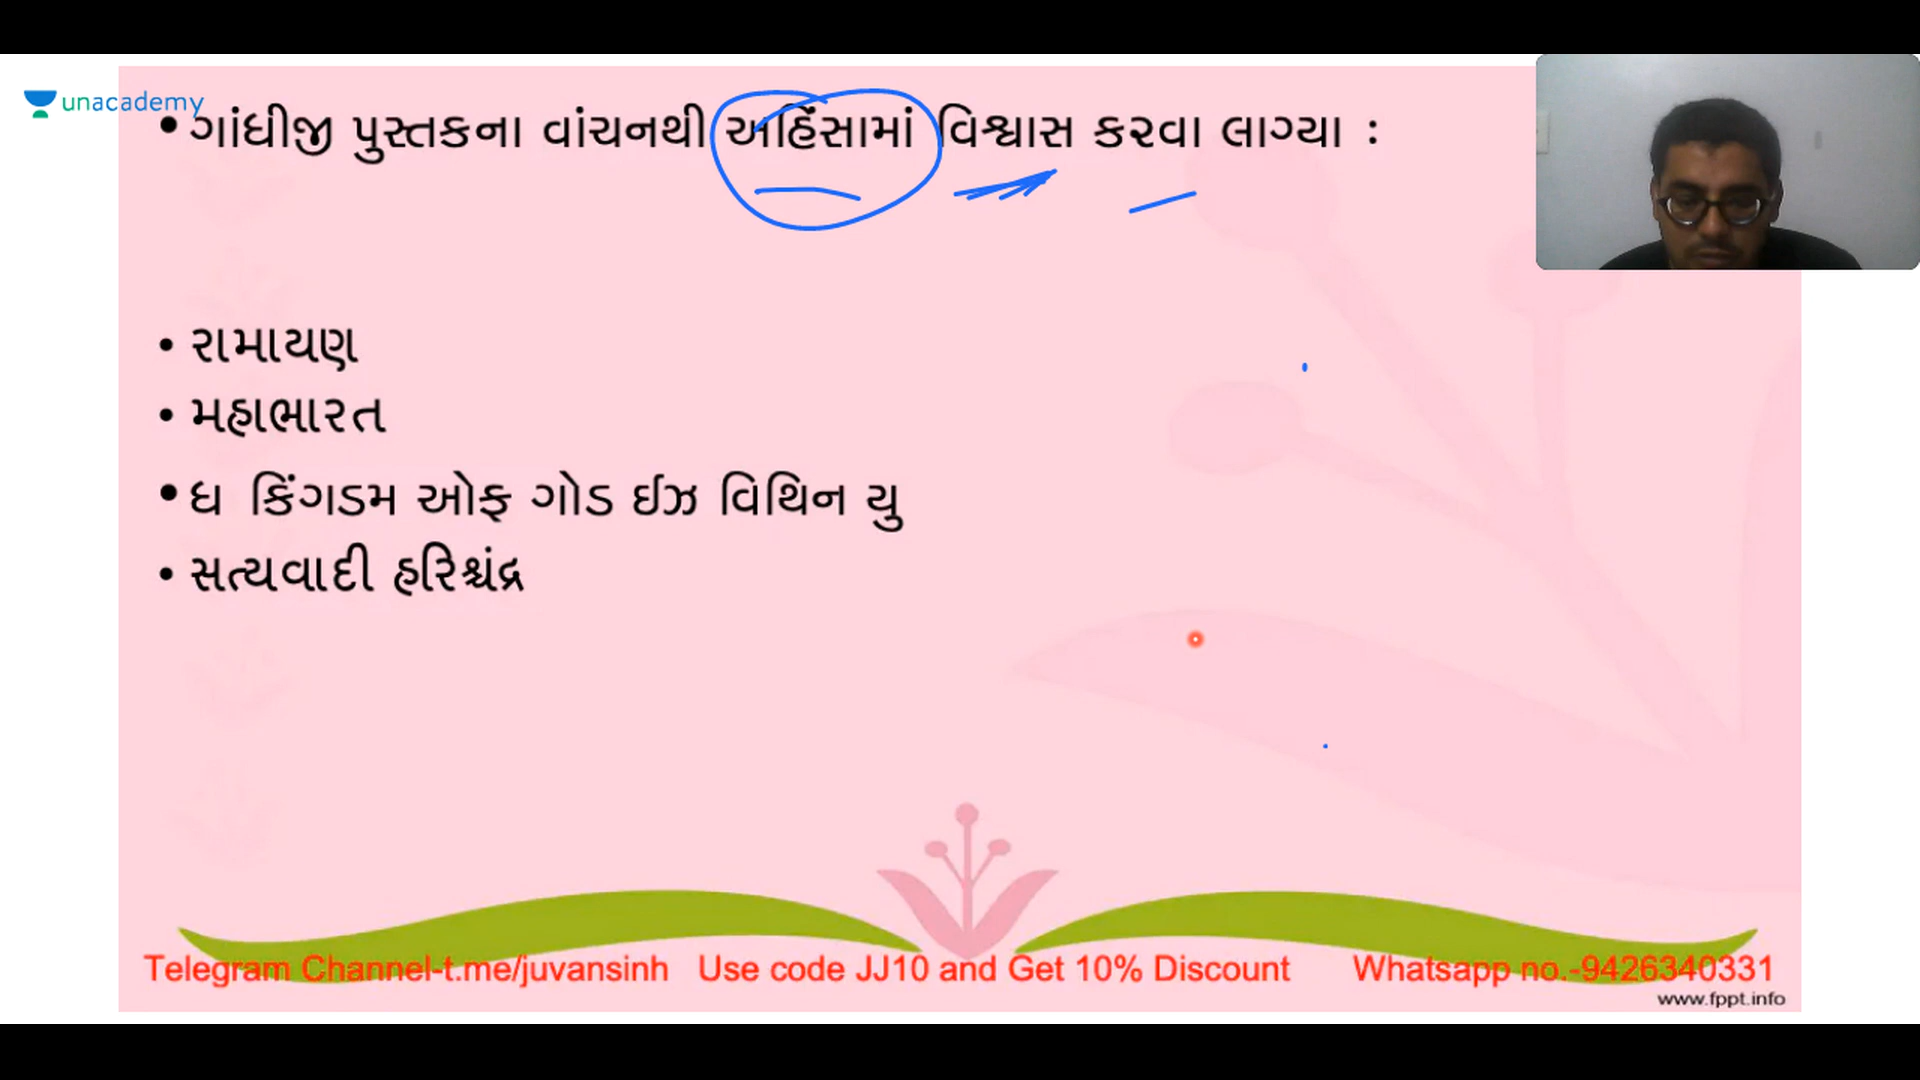 unacademy
• ગાંધીજી પુસ્તકના વાંચનથી અહિંસામાં વિશ્વાસ કરવા લાગ્યા :
• રામાયણ
• મહાભારત
• ધ કિંગડમ ઓફ ગોડ ઈઝ વિથિન યુ
• સત્યવાદી હરિશ્ચંદ્ર
Telegram Channel-t.me/juvansinh Use code JJ10 and Get 10% Discount Whatsapp no.-9426340331
www.fppt.info